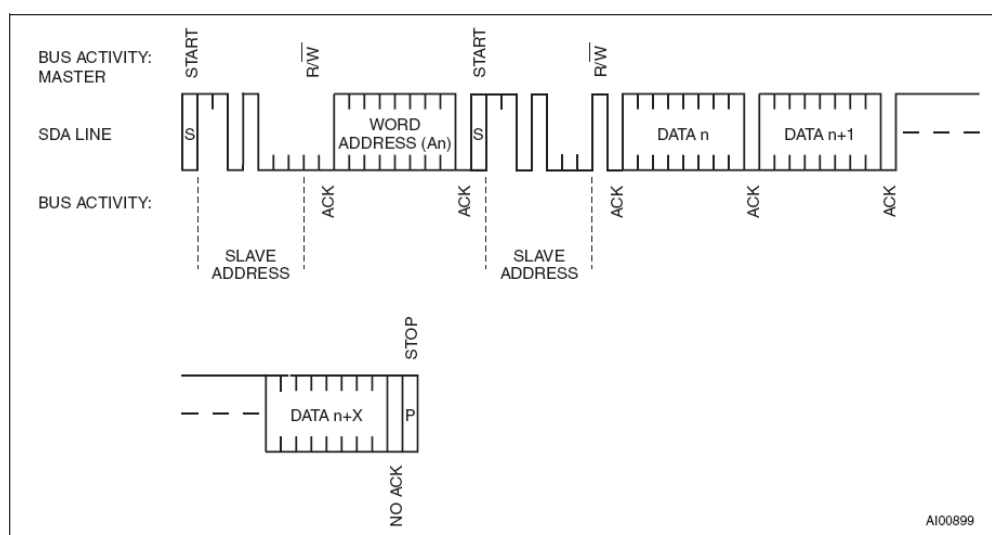 BUS ACTIVITY:
MASTER
START
R/W
START
R/W
SDA LINE
S
WORD
ADDRESS (An)
S
DATA n
DATA n+1
BUS ACTIVITY:
ACK
ACK
ACK
ACK
ACK
SLAVE
ADDRESS
SLAVE
ADDRESS
STOP
DATA n+X
P
NO ACK
AI00899